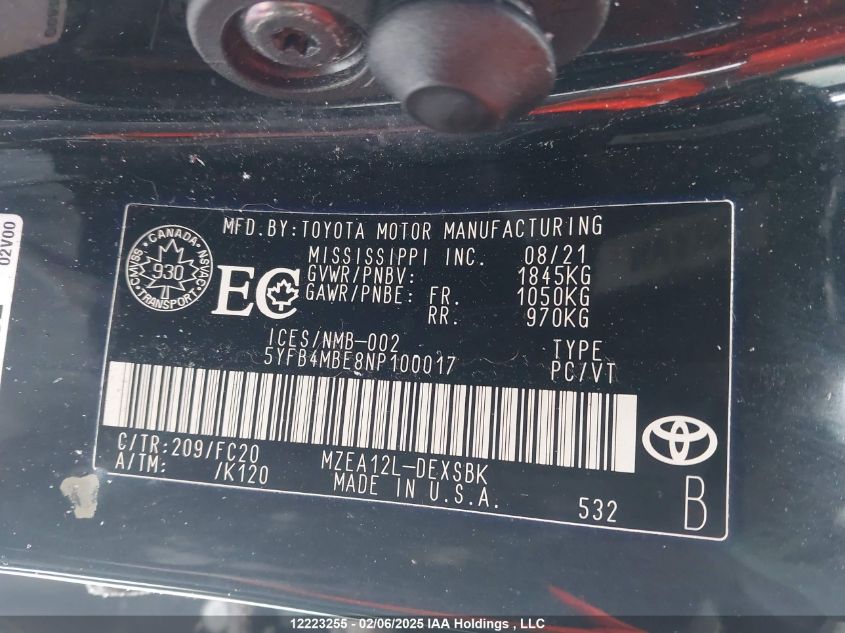 02V00
MFD.BY:TOYOTA MOTOR MANUFACTURING
MISSISSIPPI INC. 08/21
GVWR/PNBV: 1845KG
GAWR/PNBE: FR. 1050KG
RR. 970KG
CANADA
CMVSS NSVAC
930
TRANSPORT
EC
ICES/NMB-002
5YFB4MBE8NP100017
TYPE
PC/VT
C/TR:209/FC20
A/TM: /K120
MZEA12L-DEXSBK
MADE IN U.S.A.
532
B
12223255 - 02/06/2025 IAA Holdings , LLC